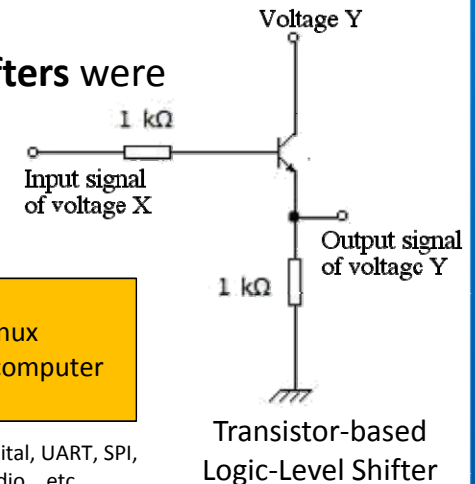 Voltage Y
fters were
1 kΩ
Input signal
of voltage X
Output signal
of voltage Y
1 kΩ
nux
computer
ital, UART, SPI,
dio... etc
Transistor-based
Logic-Level Shifter